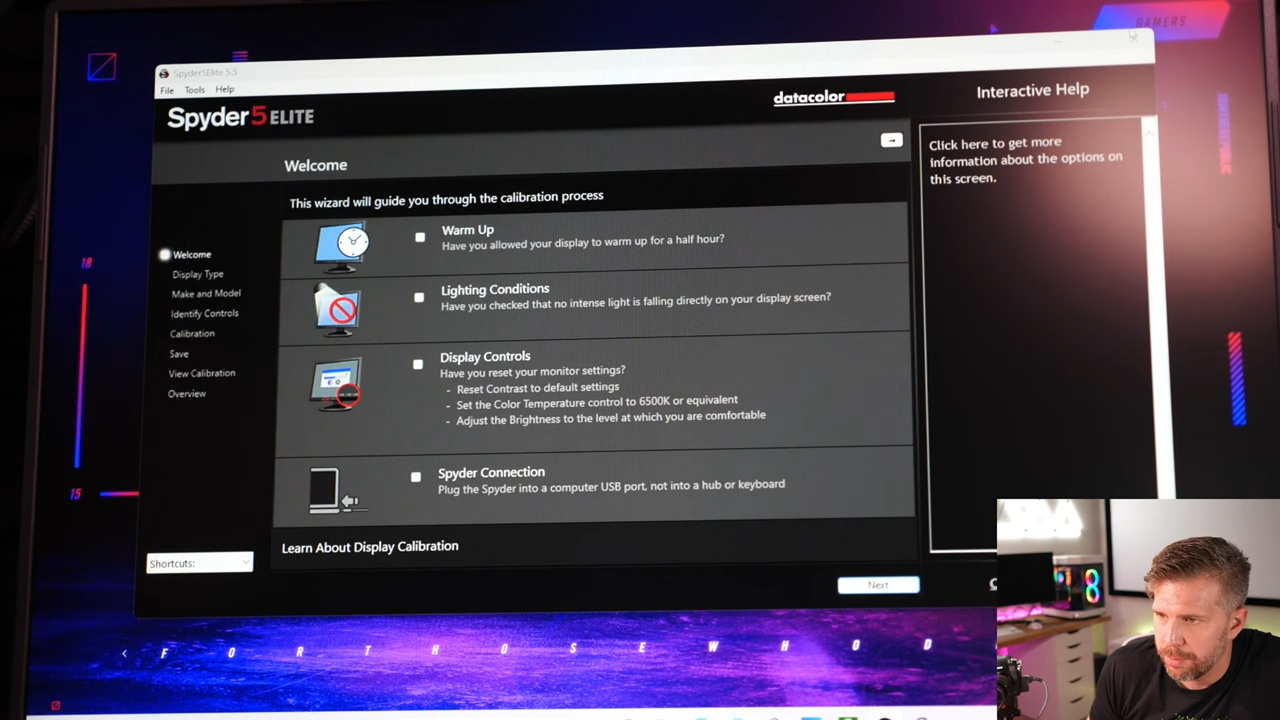 GAMERS
Spyder5Elite 5.5
File Tools Help
Spyder5ELITE
datacolor
Interactive Help
Welcome
Click here to get more
information about the options on
this screen.
This wizard will guide you through the calibration process
Warm Up
Have you allowed your display to warm up for a half hour?
Lighting Conditions
Have you checked that no intense light is falling directly on your display screen?
Display Controls
Have you reset your monitor settings?
- Reset Contrast to default settings
- Set the Color Temperature control to 6500K or equivalent
- Adjust the Brightness to the level at which you are comfortable
Spyder Connection
Plug the Spyder into a computer USB port, not into a hub or keyboard
Learn About Display Calibration
Welcome
Display Type
Make and Model
Identify Controls
Calibration
Save
View Calibration
Overview
Shortcuts:
Next
18
15
F O R T H O S E W H O D